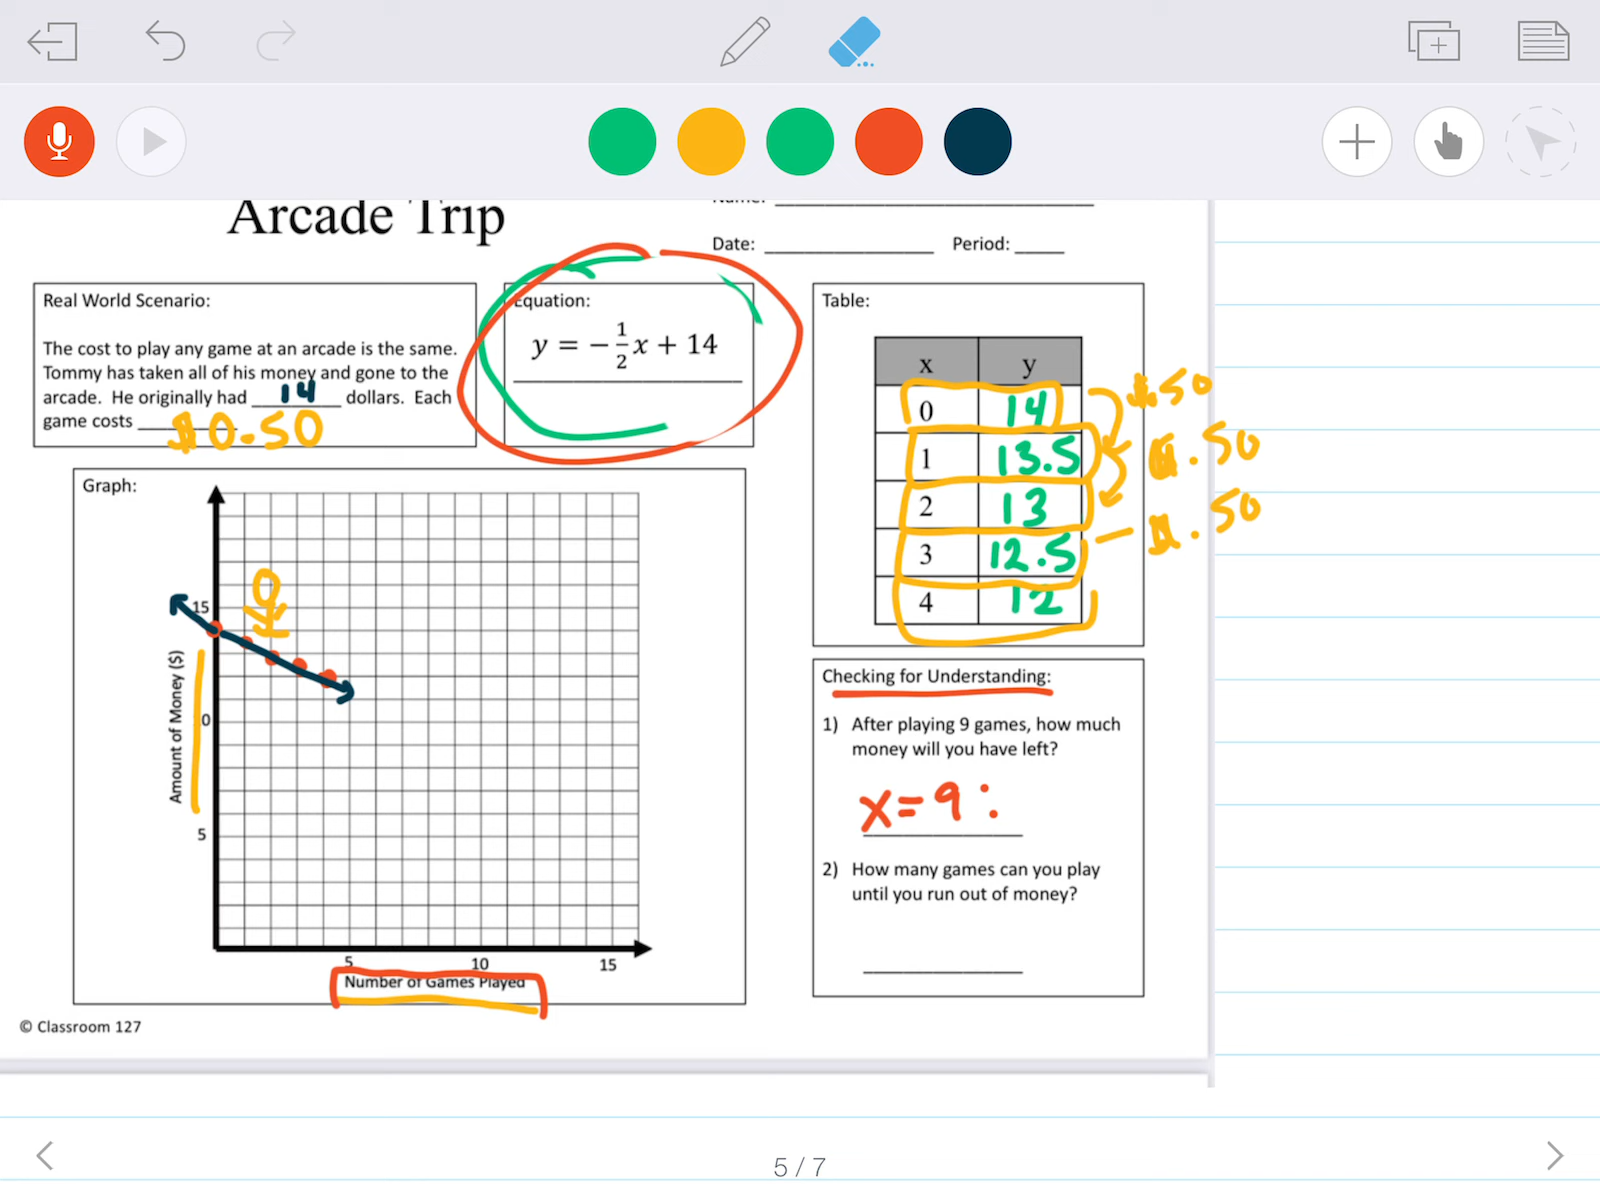 Arcade Trip
Name:
Date: Period:
Real World Scenario:
The cost to play any game at an arcade is the same.
Tommy has taken all of his money and gone to the
arcade. He originally had 14 dollars. Each
game costs $0.50
Equation:
y = -1/2x + 14
Table:
x y
0 14
1 13.5
2 13
3 12.5
4 12
$.50
.50
.50
Graph:
15
0
5
Amount of Money ($)
5 10 15
Number of Games Played
Checking for Understanding:
1) After playing 9 games, how much
money will you have left?
x=9:
2) How many games can you play
until you run out of money?
© Classroom 127
5 / 7